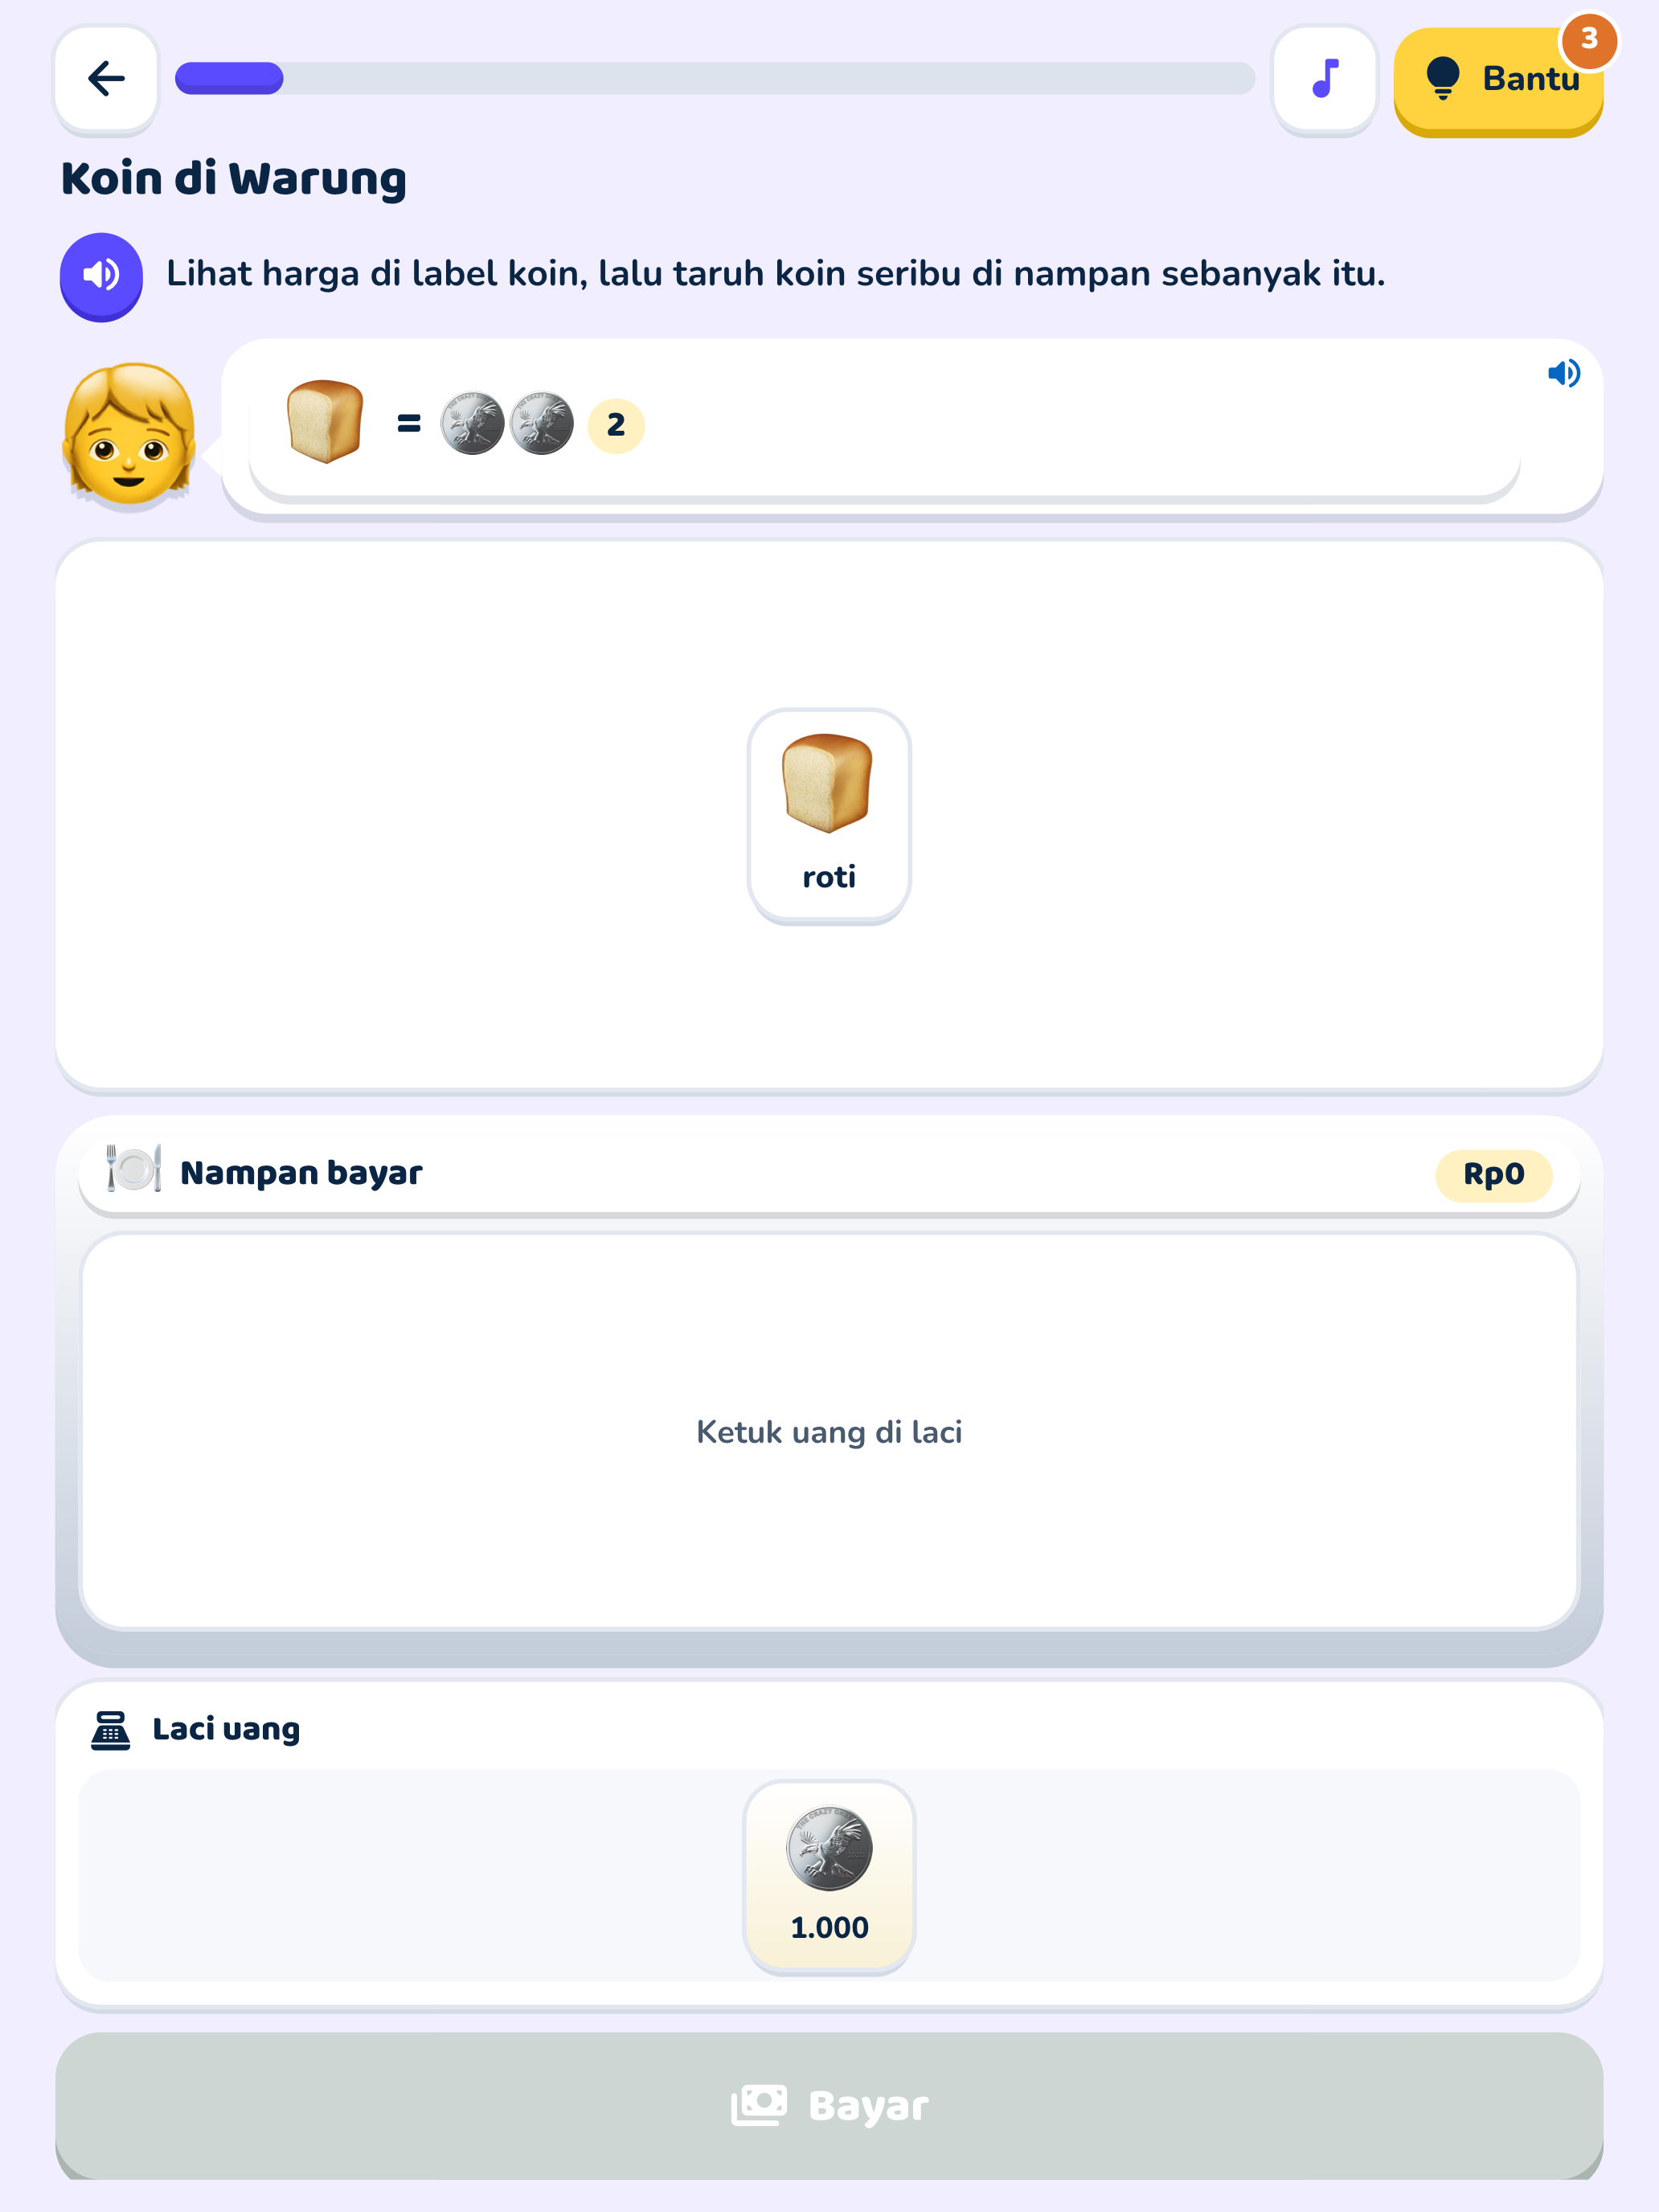 3
Bantu
Koin di Warung
Lihat harga di label koin, lalu taruh koin seribu di nampan sebanyak itu.
= 2
roti
Nampan bayar
Rp0
Ketuk uang di laci
Laci uang
1.000
Bayar